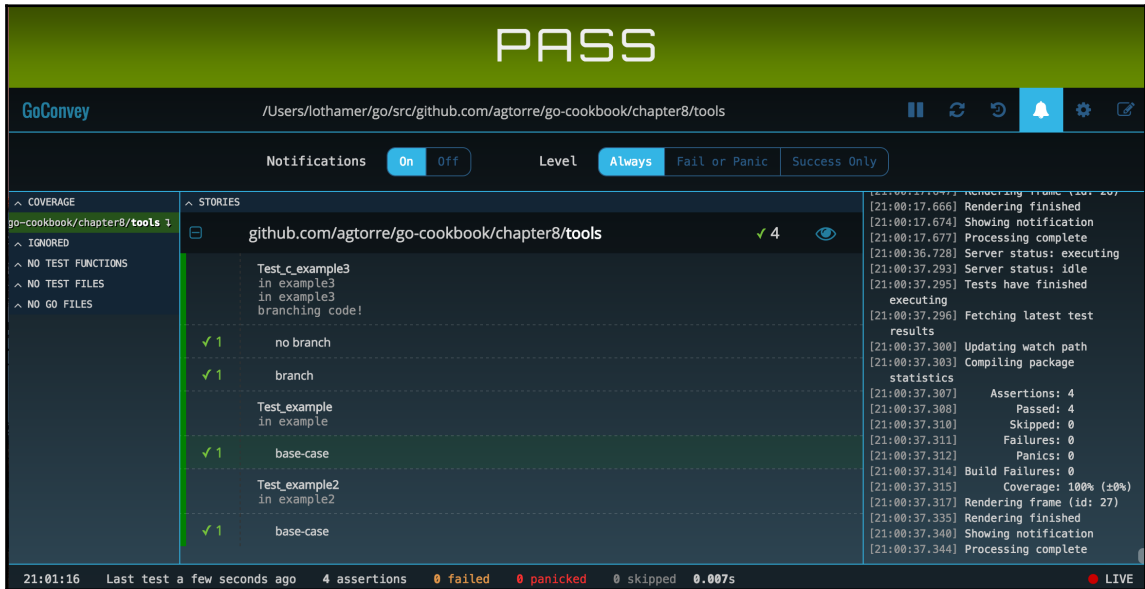 PASS
GoConvey
/Users/lothamer/go/src/github.com/agtorre/go-cookbook/chapter8/tools
Notifications On Off Level Always Fail or Panic Success Only
COVERAGE
go-cookbook/chapter8/tools
IGNORED
NO TEST FUNCTIONS
NO TEST FILES
NO GO FILES
STORIES
github.com/agtorre/go-cookbook/chapter8/tools ✓ 4
Test_c_example3
in example3
in example3
branching code!
✓ 1 no branch
✓ 1 branch
Test_example
in example
✓ 1 base-case
Test_example2
in example2
✓ 1 base-case
[21:00:17.647] Rendering frame (id: 26)
[21:00:17.666] Rendering finished
[21:00:17.674] Showing notification
[21:00:17.677] Processing complete
[21:00:36.728] Server status: executing
[21:00:37.293] Server status: idle
[21:00:37.295] Tests have finished
executing
[21:00:37.296] Fetching latest test
results
[21:00:37.300] Updating watch path
[21:00:37.303] Compiling package
statistics
[21:00:37.307] Assertions: 4
[21:00:37.308] Passed: 4
[21:00:37.310] Skipped: 0
[21:00:37.311] Failures: 0
[21:00:37.312] Panics: 0
[21:00:37.314] Build Failures: 0
[21:00:37.315] Coverage: 100% (±0%)
[21:00:37.317] Rendering frame (id: 27)
[21:00:37.335] Rendering finished
[21:00:37.340] Showing notification
[21:00:37.344] Processing complete
21:01:16 Last test a few seconds ago 4 assertions 0 failed 0 panicked 0 skipped 0.007s LIVE